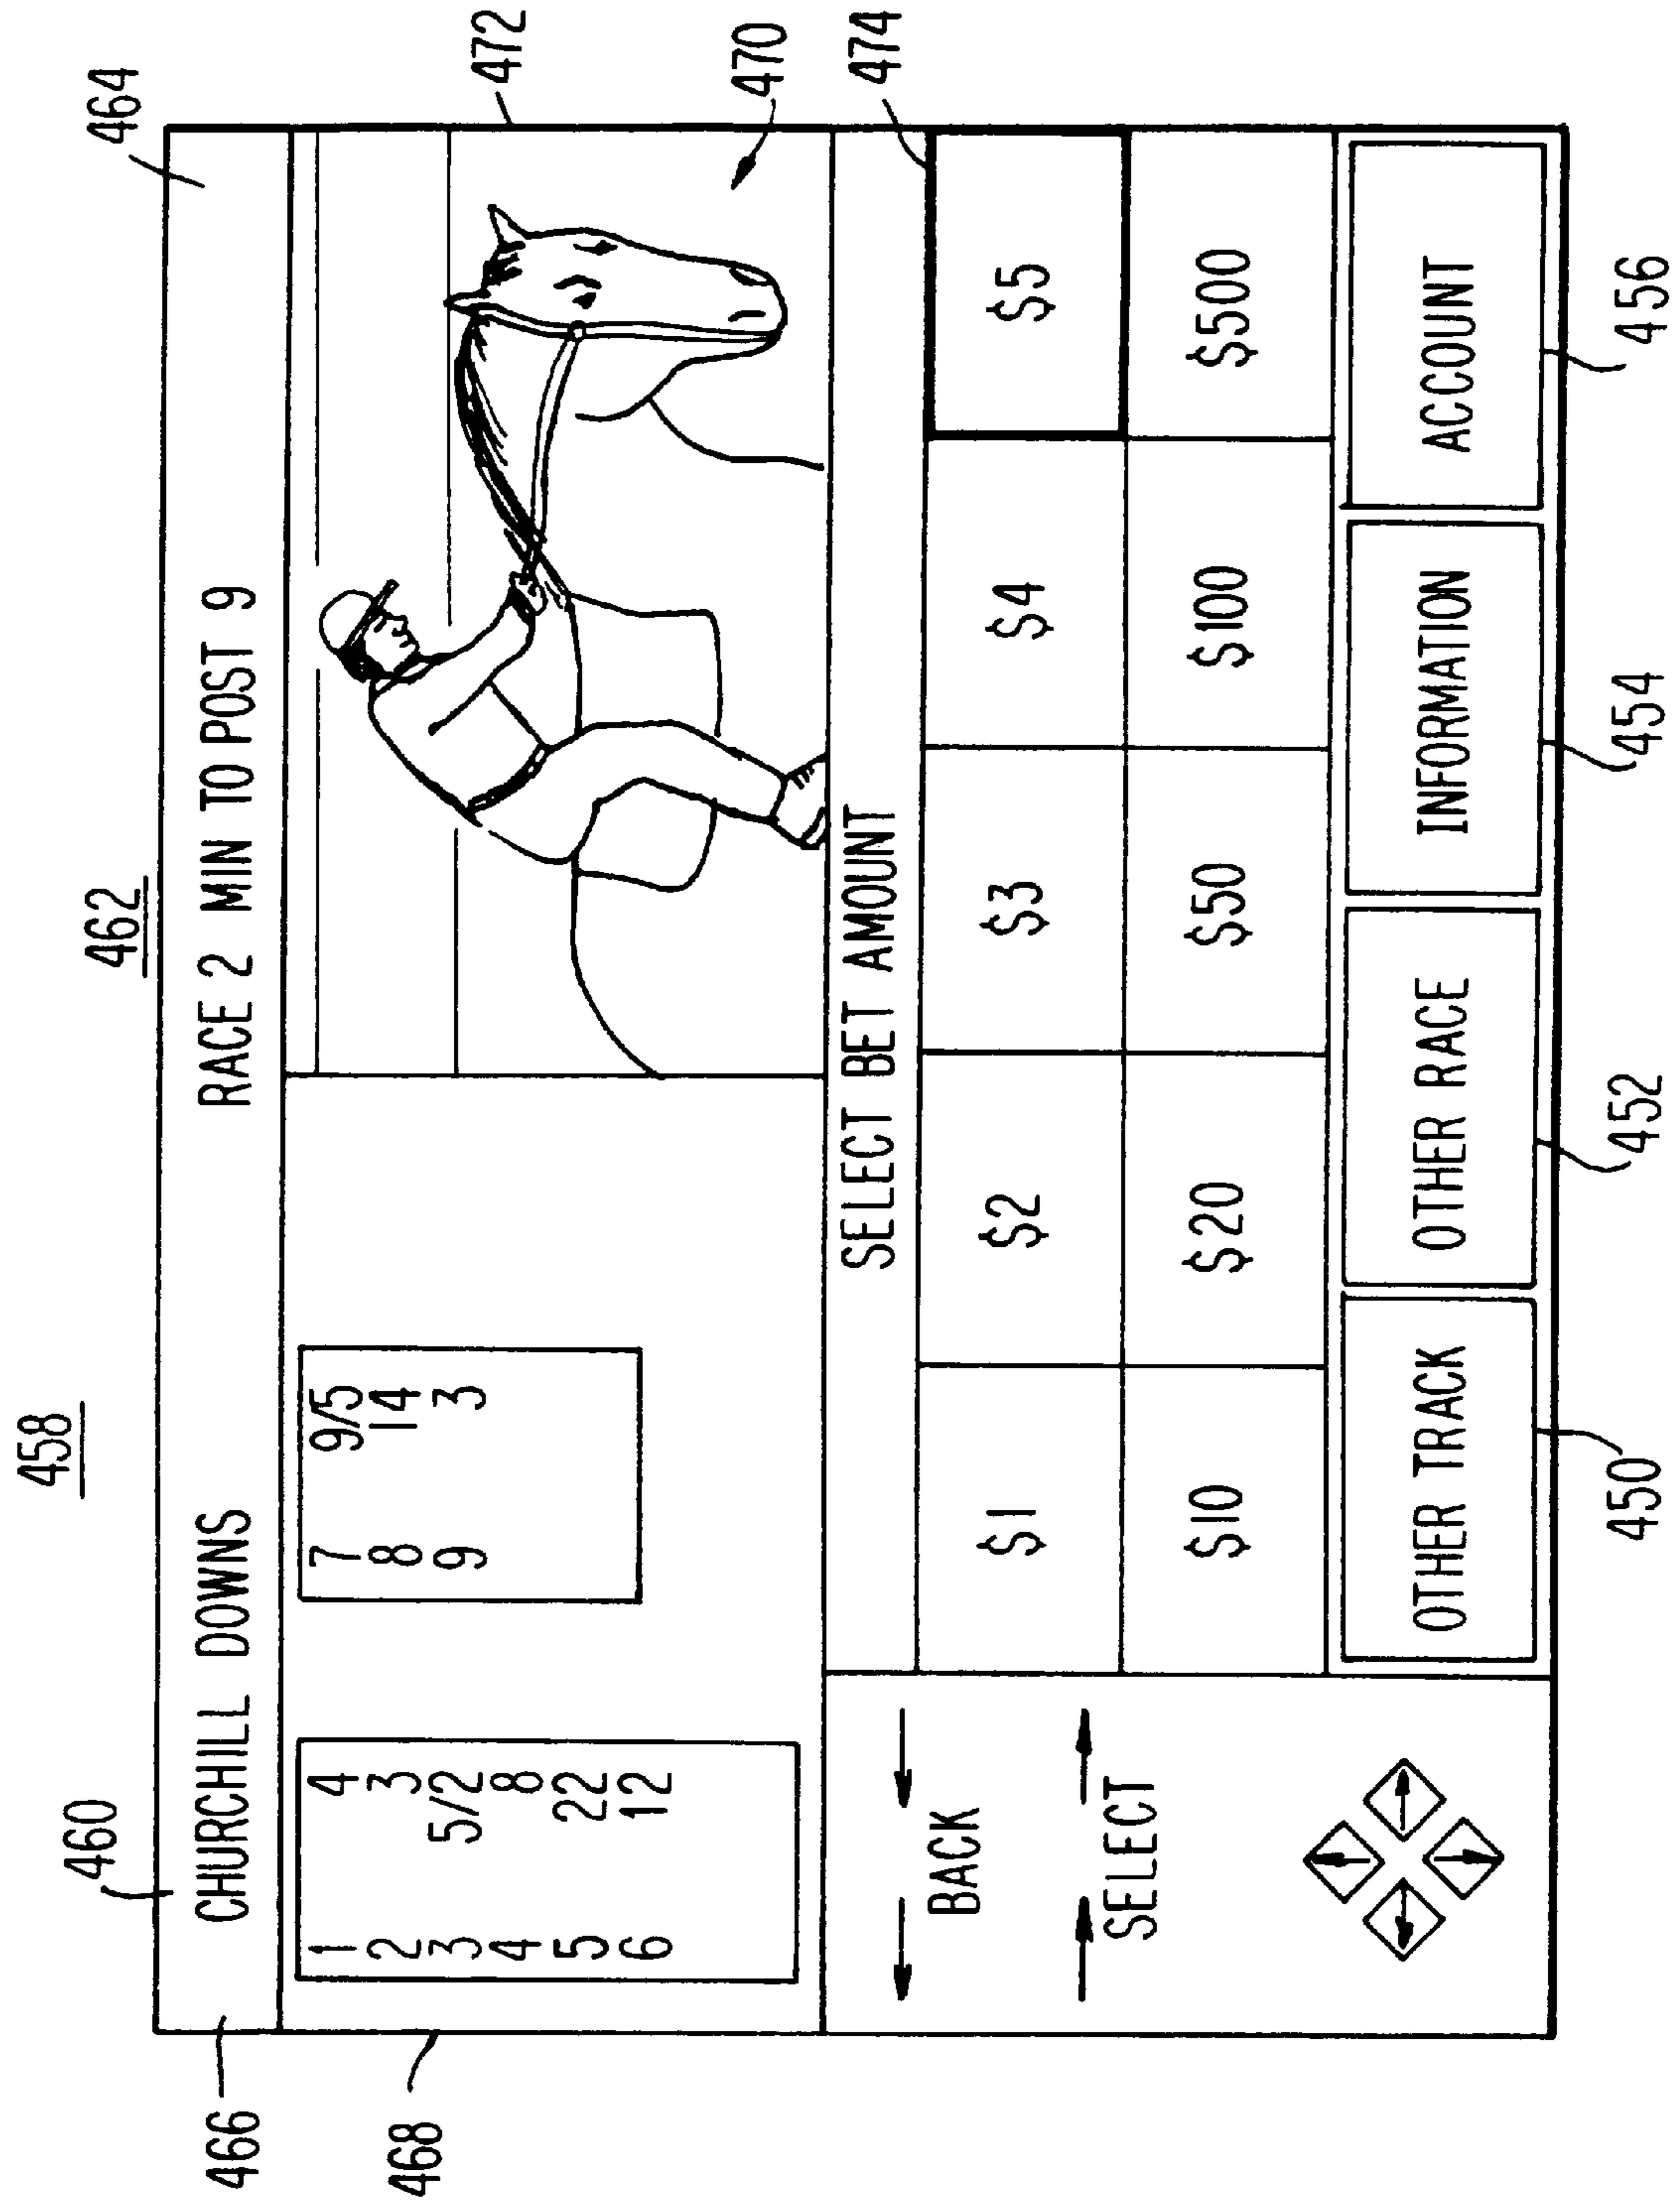 458
462
460
464
466
CHURCHILL DOWNS RACE 2 MIN TO POST 9
468
472
1 4
2 3
3 5/2
4 8
5 22
6 12
7 9/5
8 14
9 3
470
474
SELECT BET AMOUNT
BACK
SELECT
$1 $2 $3 $4 $5
$10 $20 $50 $100 $500
OTHER TRACK OTHER RACE INFORMATION ACCOUNT
450 452 454 456